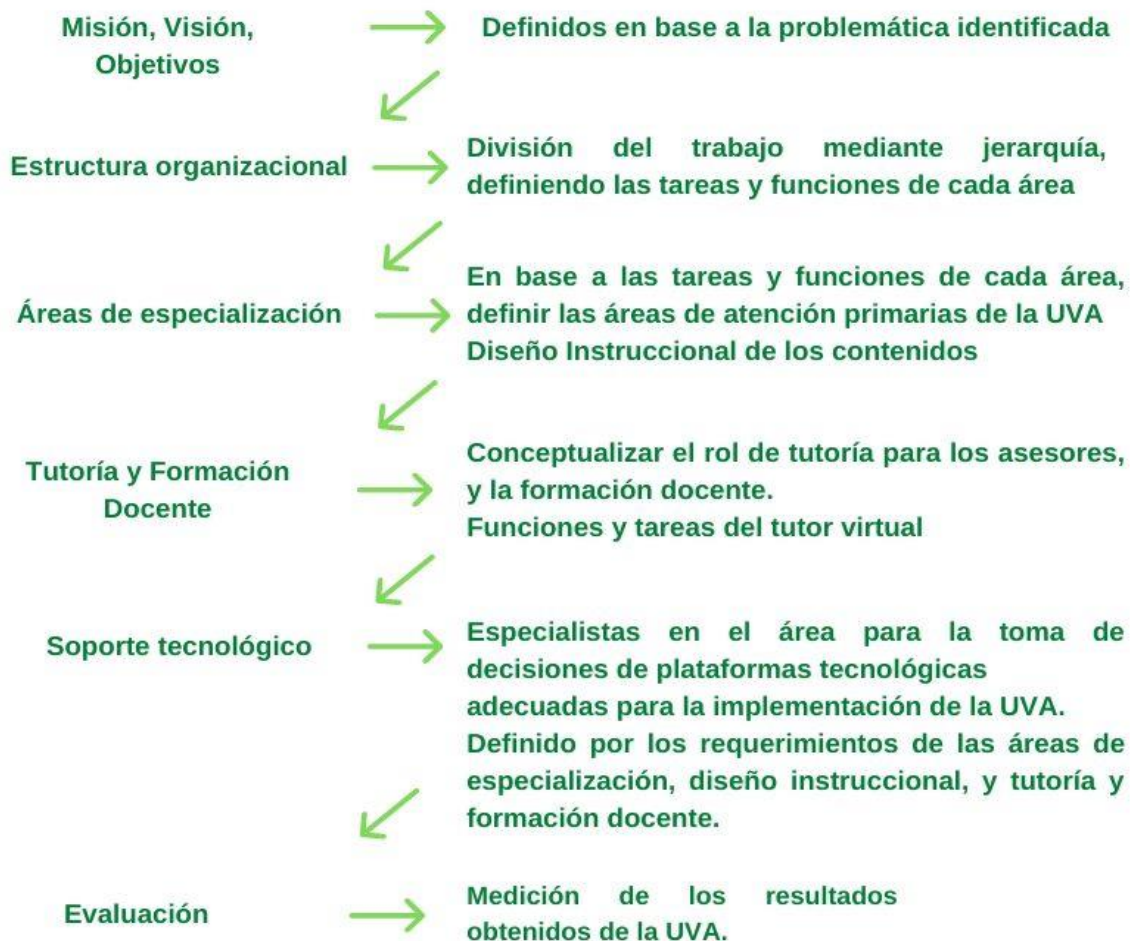 Misión, Visión,
Objetivos
Definidos en base a la problemática identificada
Estructura organizacional
División del trabajo mediante jerarquía,
definiendo las tareas y funciones de cada área
Áreas de especialización
En base a las tareas y funciones de cada área,
definir las áreas de atención primarias de la UVA
Diseño Instruccional de los contenidos
Tutoría y Formación
Docente
Conceptualizar el rol de tutoría para los asesores,
y la formación docente.
Funciones y tareas del tutor virtual
Soporte tecnológico
Especialistas en el área para la toma de
decisiones de plataformas tecnológicas
adecuadas para la implementación de la UVA.
Definido por los requerimientos de las áreas de
especialización, diseño instruccional, y tutoría y
formación docente.
Evaluación
Medición de los resultados
obtenidos de la UVA.